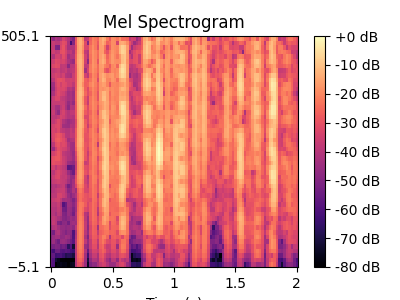 Mel Spectrogram
505.1
−5.1
0
0.5
1
1.5
2
+0 dB
-10 dB
-20 dB
-30 dB
-40 dB
-50 dB
-60 dB
-70 dB
-80 dB